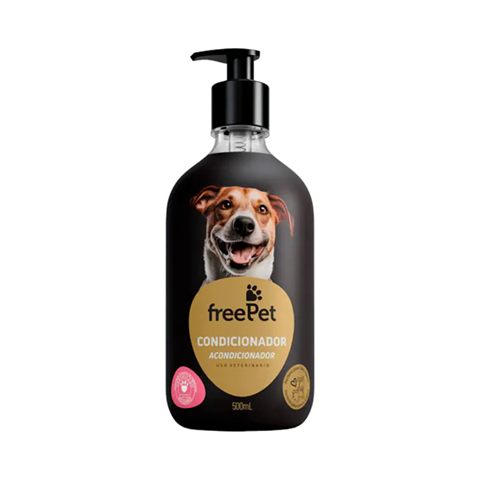 freePet
CONDICIONADOR
ACONDICIONADOR
USO VETERINÁRIO
500mL